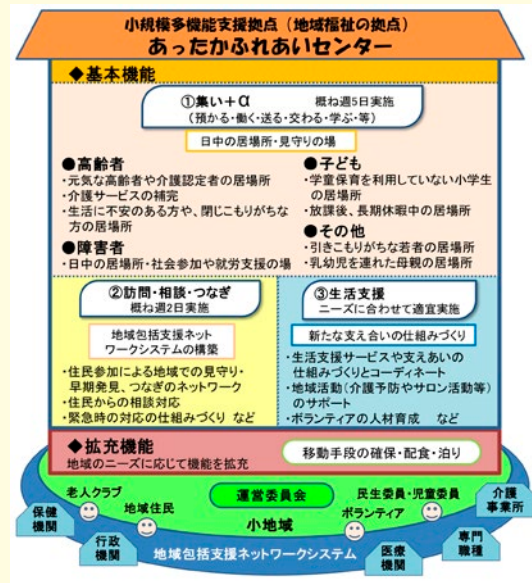 小規模多機能支援拠点（地域福祉の拠点）
あったかふれあいセンター
◆基本機能
①集い＋α　概ね週5日実施
（預かる・働く・送る・交わる・学ぶ・等）
日中の居場所・見守りの場
●高齢者
・元気な高齢者や介護認定者の居場所
・介護サービスの補完
・生活に不安のある方や、閉じこもりがちな
方の居場所
●障害者
・日中の居場所・社会参加や就労支援の場
●子ども
・学童保育を利用していない小学生
の居場所
・放課後、長期休暇中の居場所
●その他
・引きこもりがちな若者の居場所
・乳幼児を連れた母親の居場所
②訪問・相談・つなぎ
概ね週2日実施
地域包括支援ネット
ワークシステムの構築
・住民参加による地域での見守り・
早期発見、つなぎのネットワーク
・住民からの相談対応
・緊急時の対応の仕組みづくり など
③生活支援
ニーズに合わせて適宜実施
新たな支え合いの仕組みづくり
・生活支援サービスや支えあいの
仕組みづくりとコーディネート
・地域活動（介護予防やサロン活動等）
のサポート
・ボランティアの人材育成　など
◆拡充機能
地域のニーズに応じて機能を拡充
移動手段の確保・配食・泊り
老人クラブ
運営委員会
民生委員・児童委員
介護
事業所
保健
機関
地域住民
小地域
ボランティア
行政
機関
地域包括支援ネットワークシステム
医療
機関
専門
職種